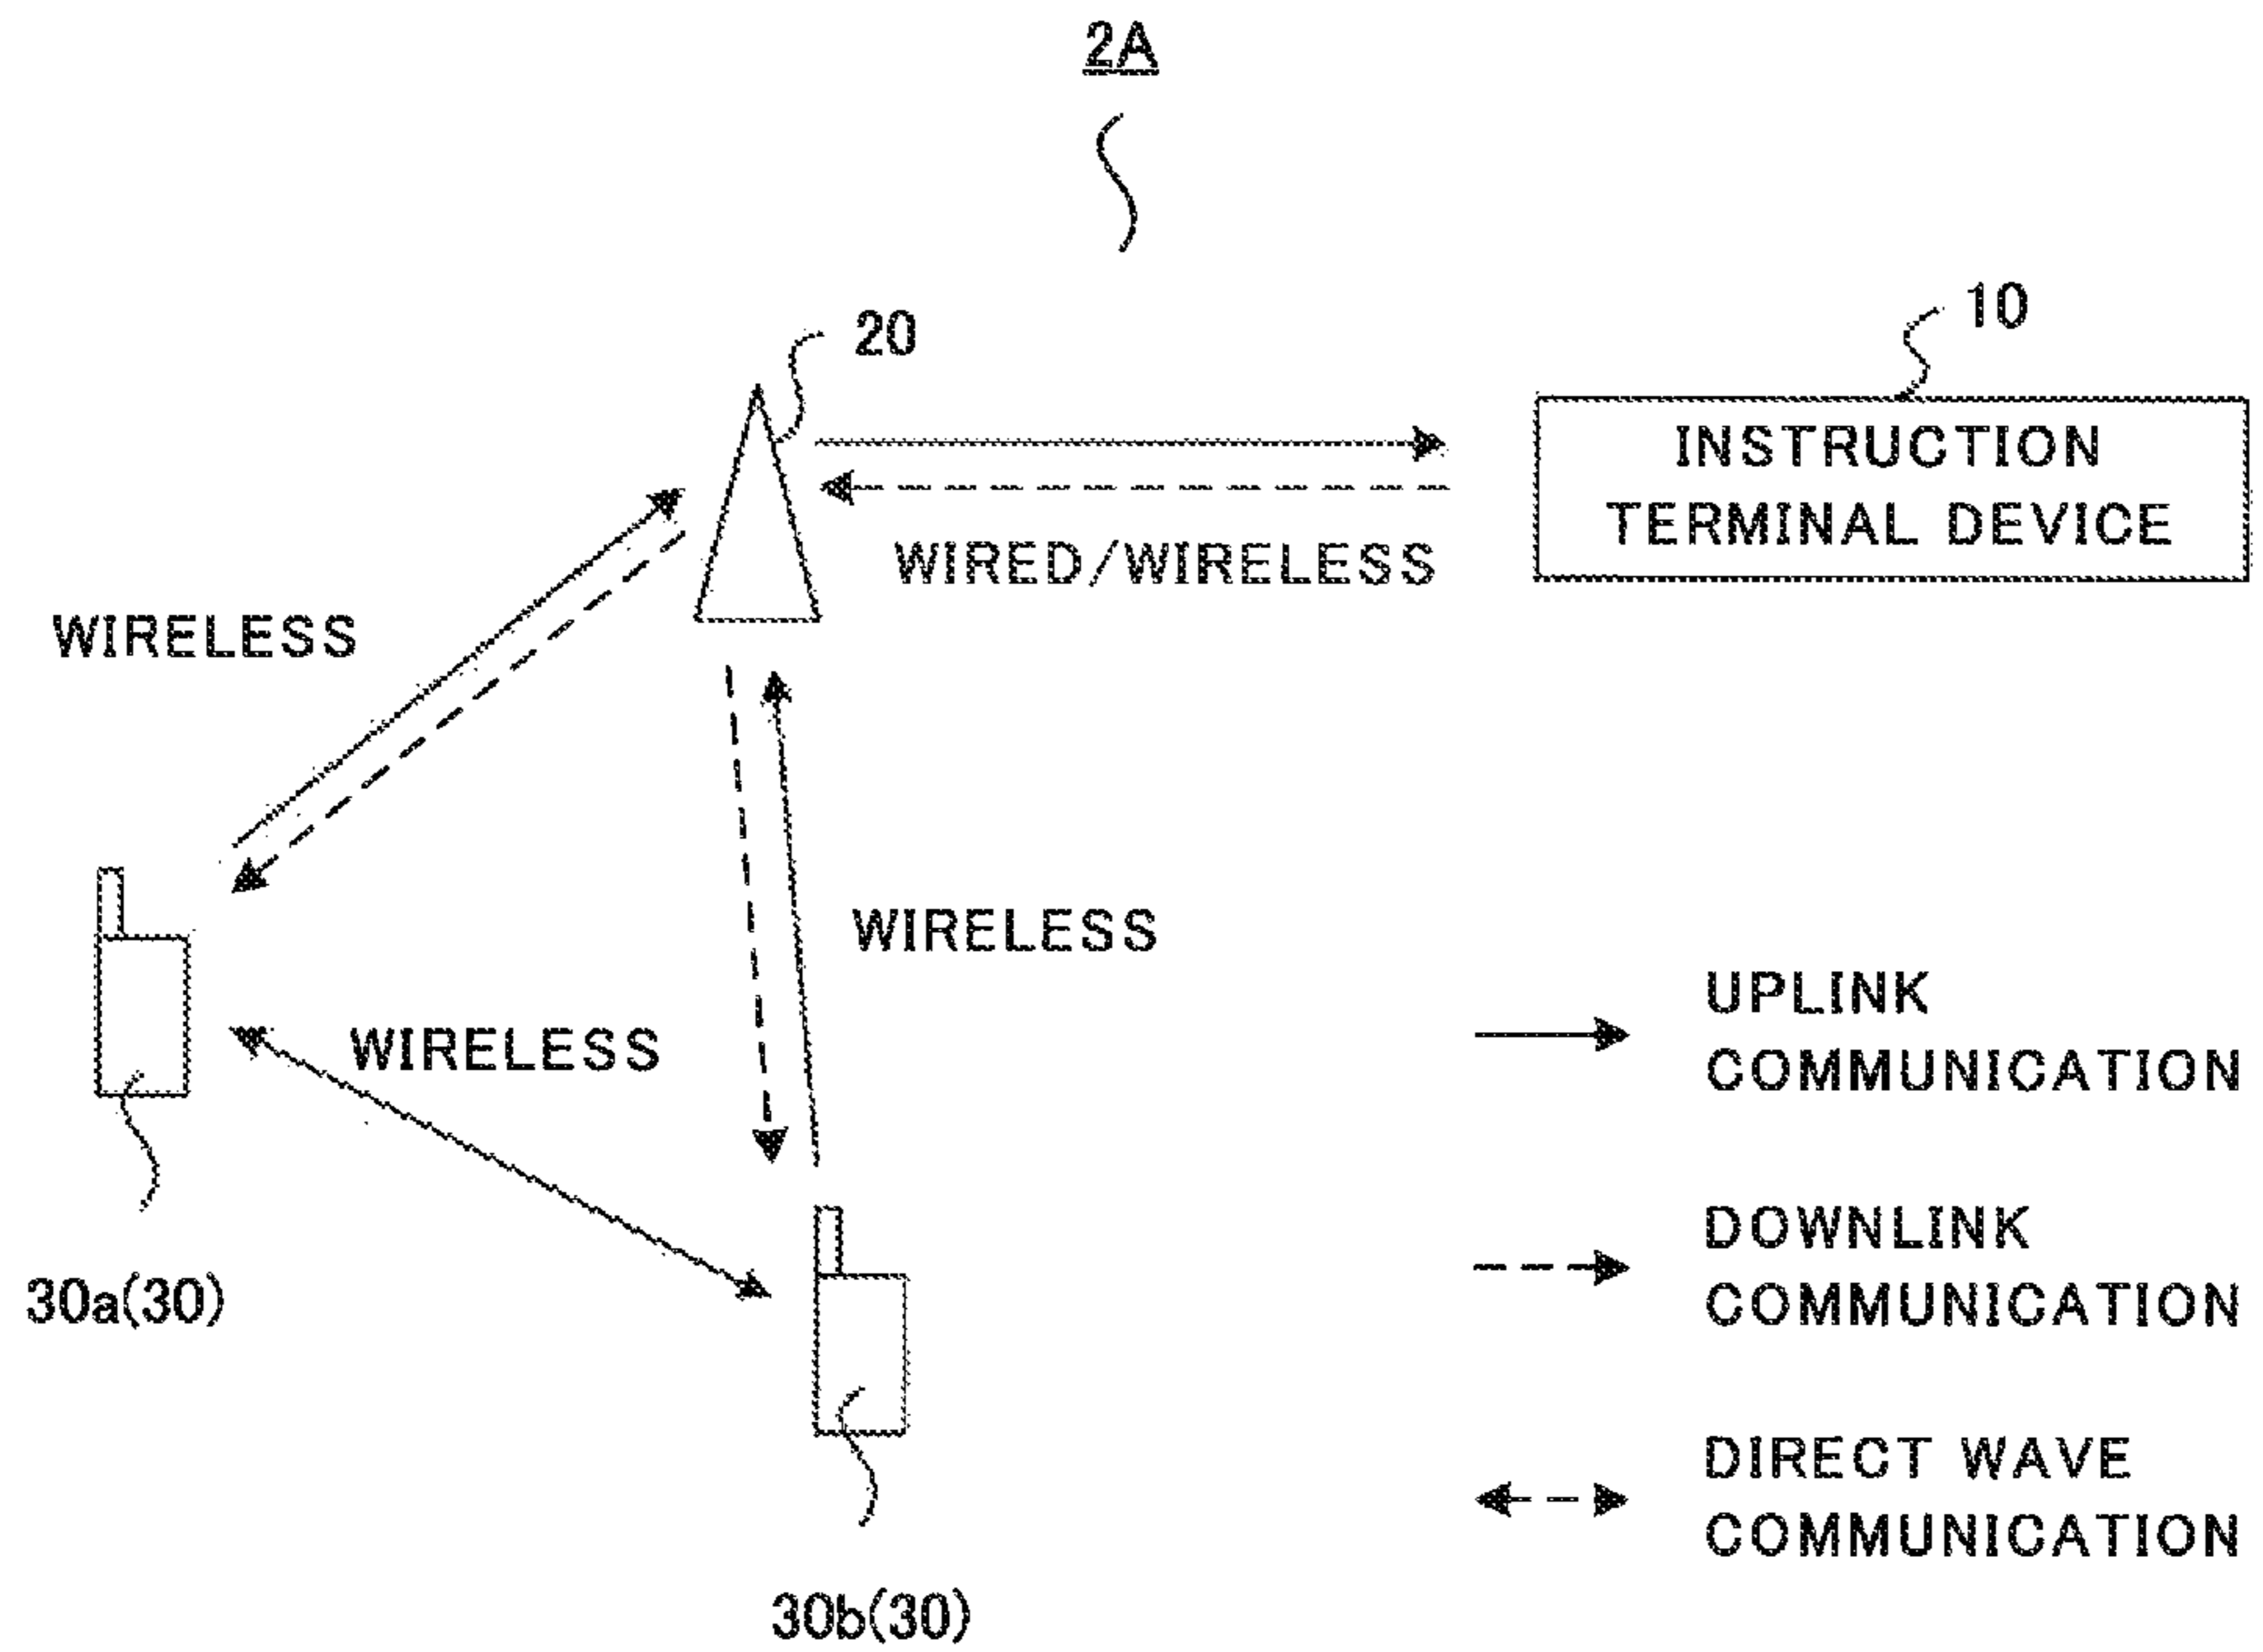 2A
20
10
INSTRUCTION
TERMINAL DEVICE
WIRED/WIRELESS
WIRELESS
WIRELESS
WIRELESS
30a(30)
30b(30)
UPLINK
COMMUNICATION
DOWNLINK
COMMUNICATION
DIRECT WAVE
COMMUNICATION